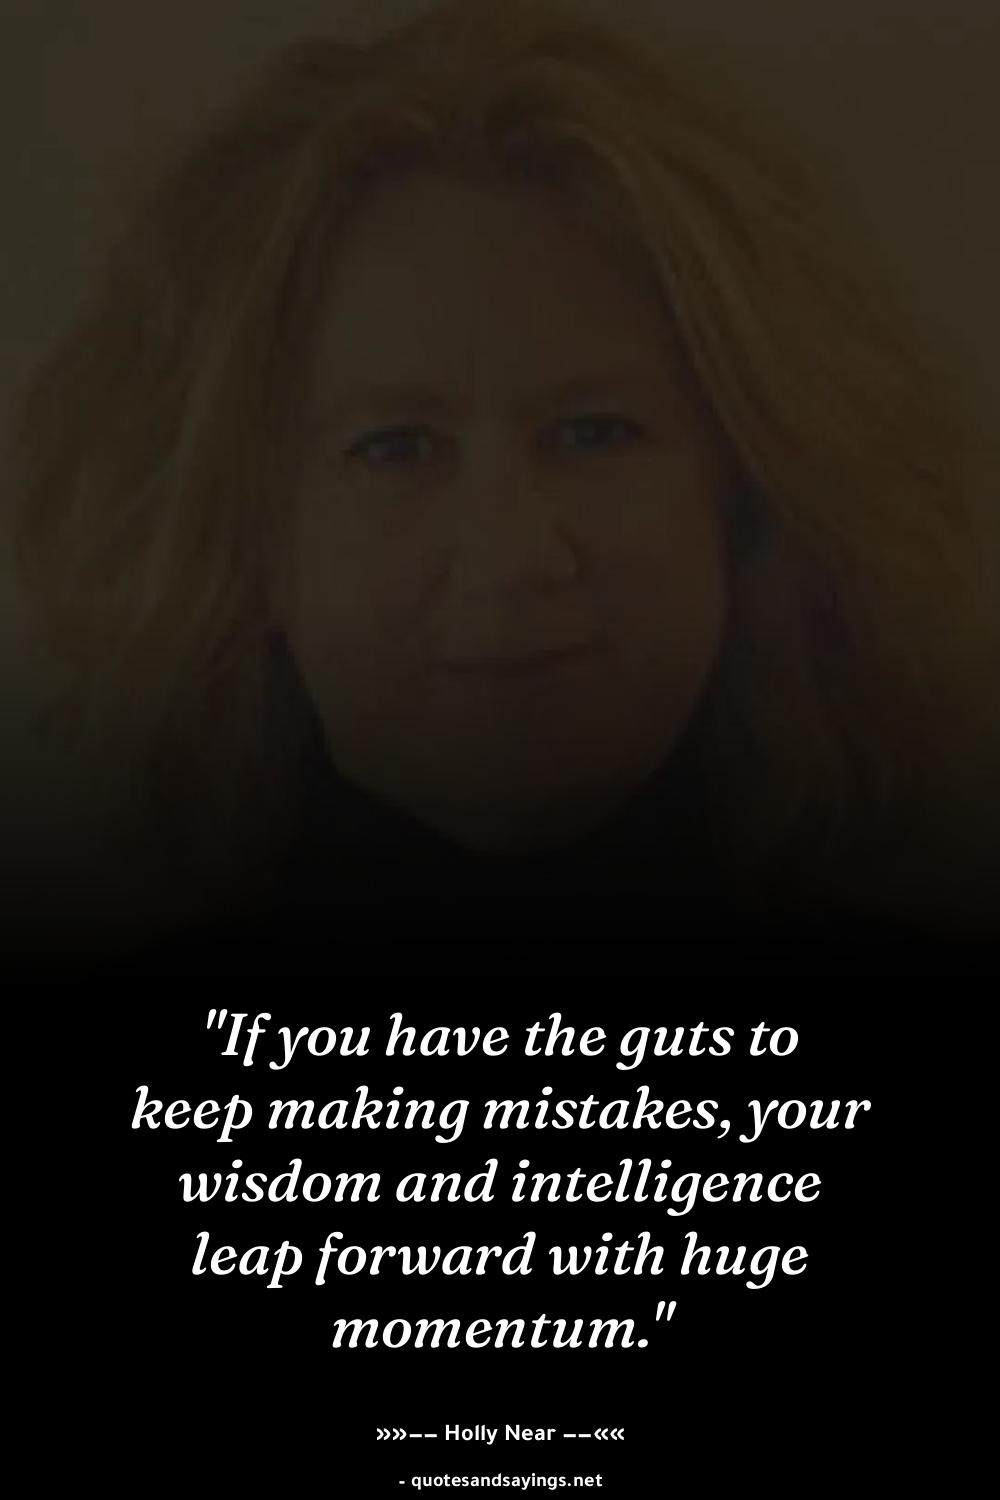 "If you have the guts to
keep making mistakes, your
wisdom and intelligence
leap forward with huge
momentum."
»»—— Holly Near ——««
- quotesandsayings.net